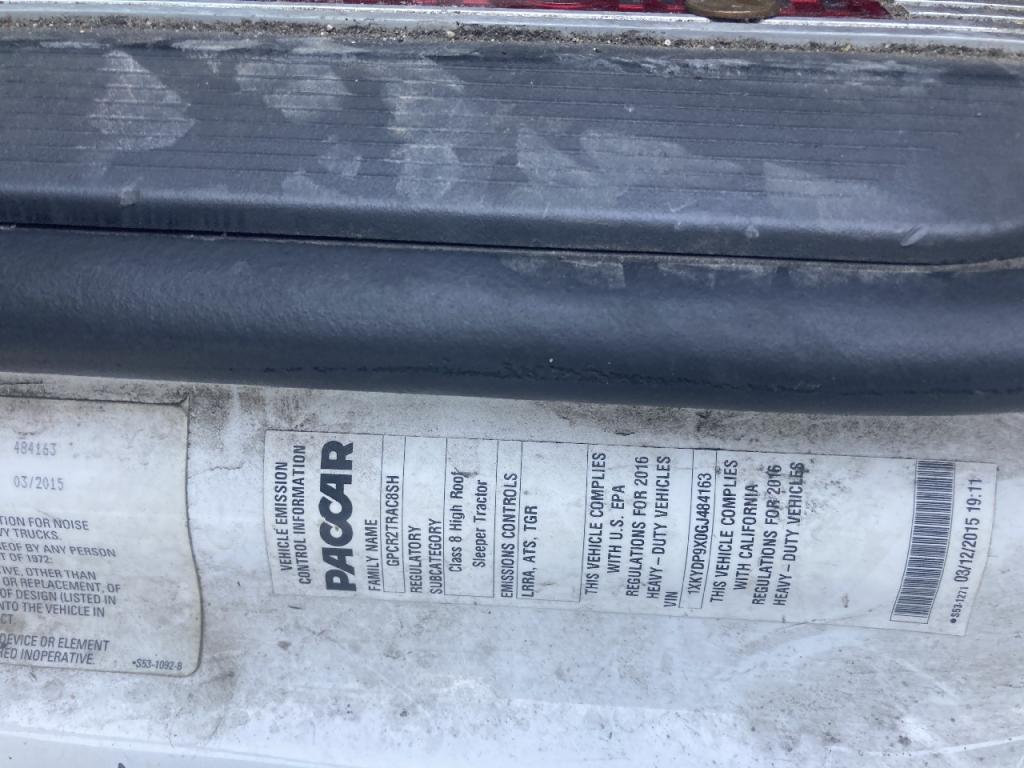 484163
03/2015
TION FOR NOISE
VY TRUCKS.
EOF BY ANY PERSON
T OF 1972:
IVE, OTHER THAN
OR REPLACEMENT, OF
OF DESIGN (LISTED IN
NTO THE VEHICLE IN
CT
DEVICE OR ELEMENT
RED INOPERATIVE.
•S53-1092-B
VEHICLE EMISSION
CONTROL INFORMATION
PACCAR
FAMILY NAME
GPCR2TRAC8SH
REGULATORY
SUBCATEGORY
Class 8 High Roof
Sleeper Tractor
EMISSIONS CONTROLS
LRRA, ATS, TGR
THIS VEHICLE COMPLIES
WITH U.S. EPA
REGULATIONS FOR 2016
HEAVY-DUTY VEHICLES
VIN
1XKYDP9X0GJ484163
THIS VEHICLE COMPLIES
WITH CALIFORNIA
REGULATIONS FOR 2016
HEAVY-DUTY VEHICLES
•S53-1271 03/12/2015 19:11